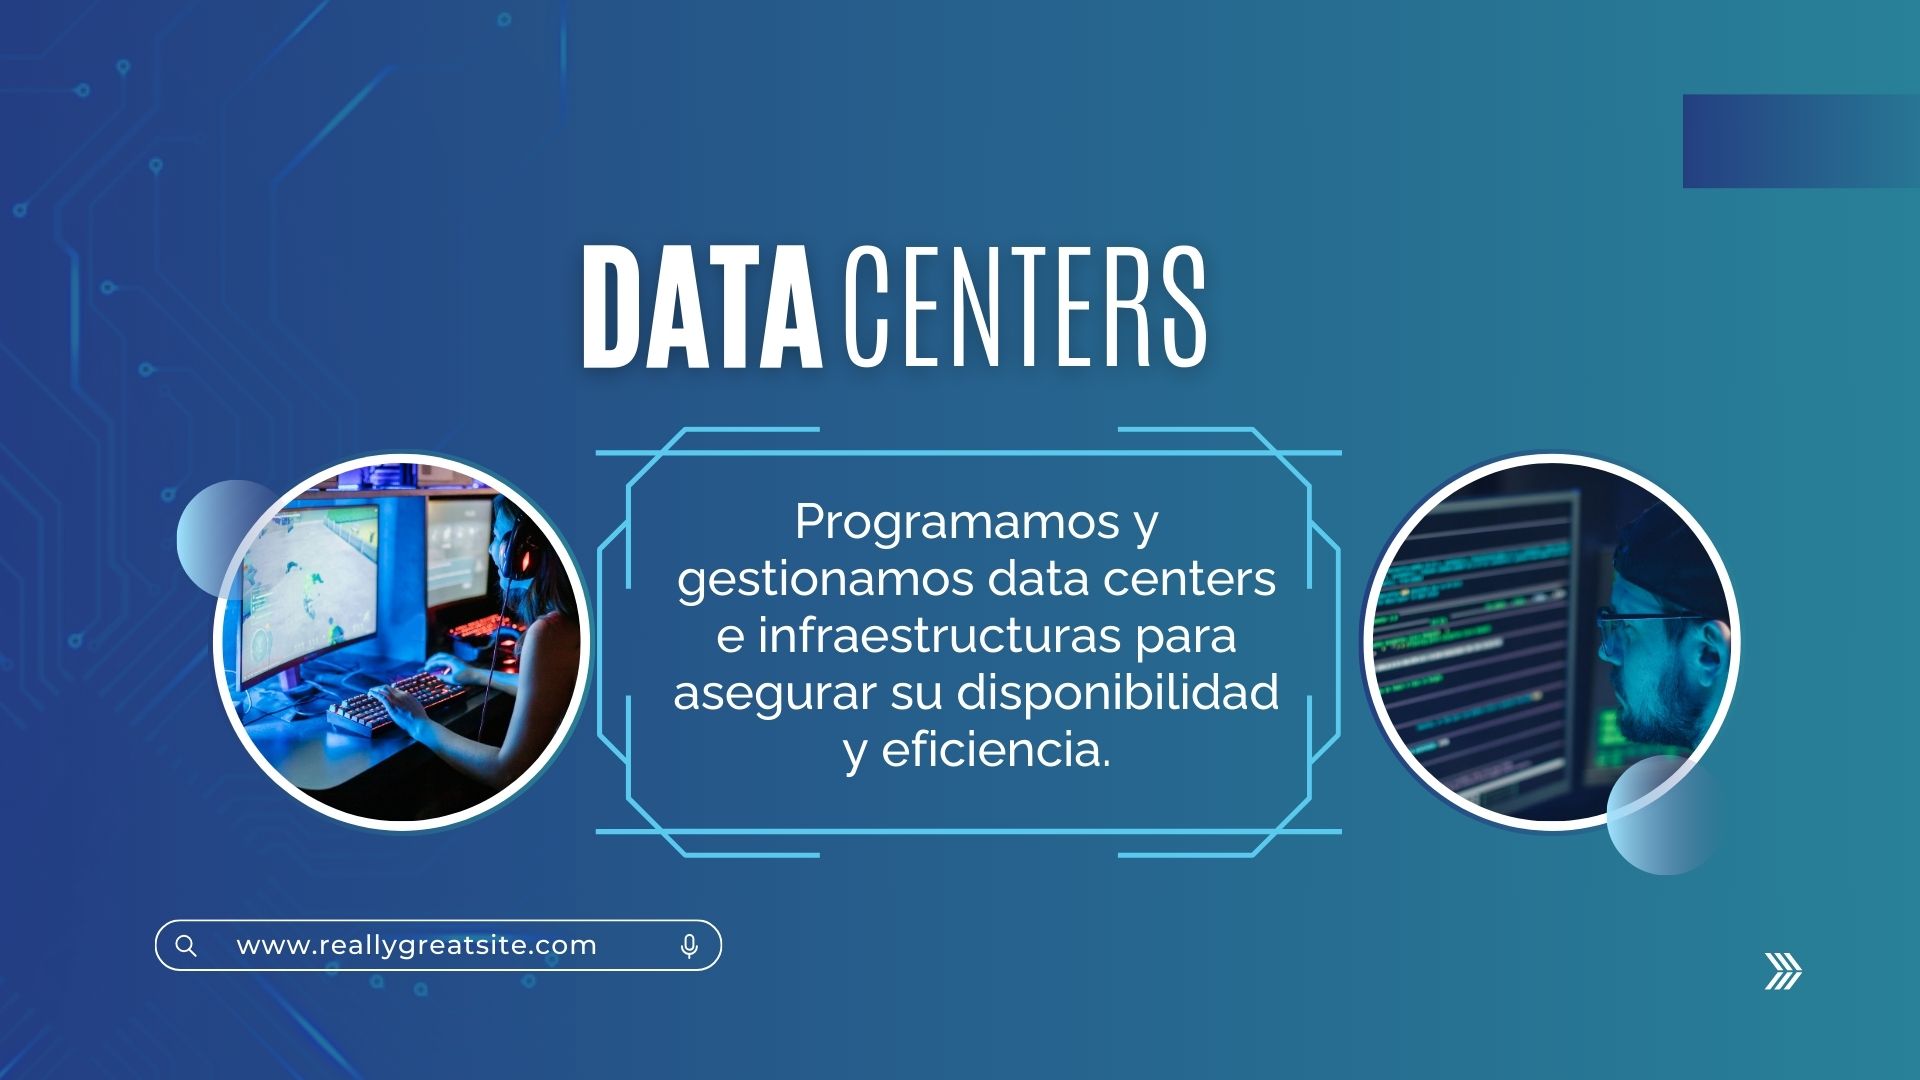 DATA CENTERS
Programamos y
gestionamos data centers
e infraestructuras para
asegurar su disponibilidad
y eficiencia.
www.reallygreatsite.com